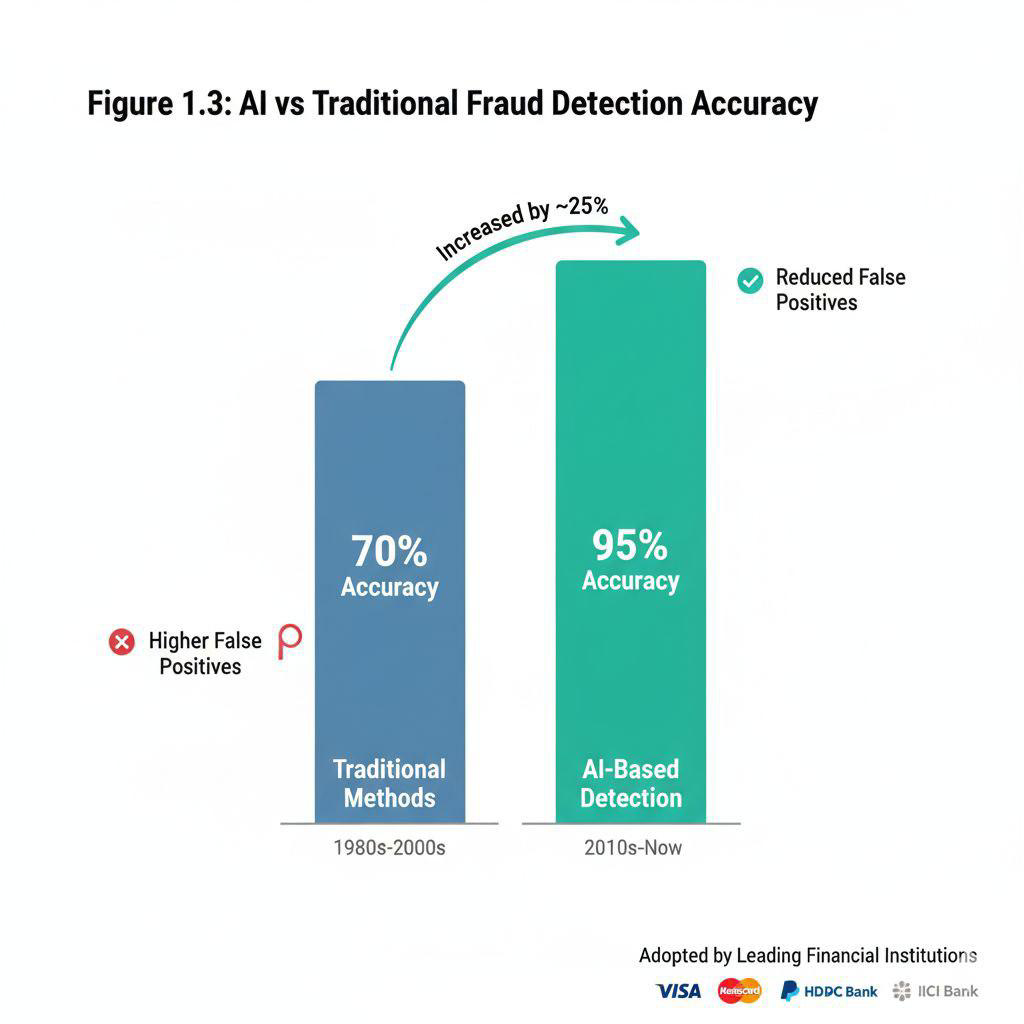 Figure 1.3: AI vs Traditional Fraud Detection Accuracy
Increased by ~25%
Reduced False
Positives
70%
Accuracy
95%
Accuracy
Higher False
Positives
Traditional
Methods
AI-Based
Detection
1980s-2000s
2010s-Now
Adopted by Leading Financial Institutions
VISA HDDC Bank IICI Bank